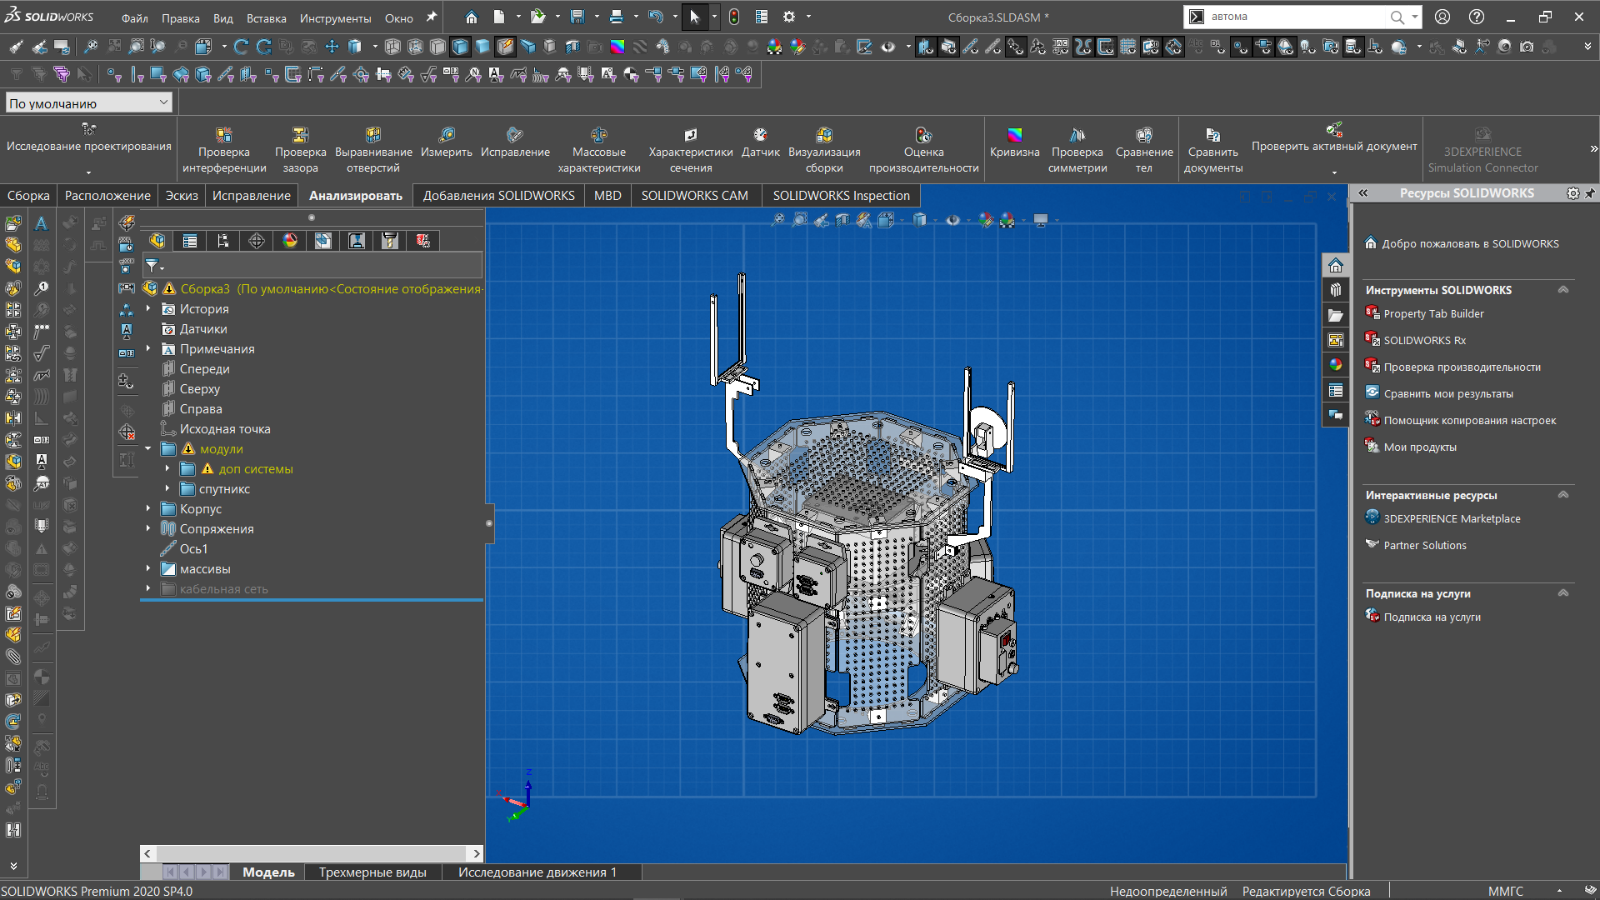 SOLIDWORKS
Файл Правка Вид Вставка Инструменты Окно
Сборка3.SLDASM *
автома
По умолчанию
Исследование проектирования
Проверка интерференции
Проверка зазора
Выравнивание отверстий
Измерить
Исправление
Массовые характеристики
Характеристики сечения
Датчик
Визуализация сборки
Оценка производительности
Кривизна
Проверка симметрии
Сравнение тел
Сравнить документы
Проверить активный документ
3DEXPERIENCE Simulation Connector
Сборка Расположение Эскиз Исправление Анализировать Добавления SOLIDWORKS MBD SOLIDWORKS CAM SOLIDWORKS Inspection
Сборка3 (По умолчанию<Состояние отображения-
История
Датчики
Примечания
Спереди
Сверху
Справа
Исходная точка
модули
доп системы
спутникс
Корпус
Сопряжения
Ось1
массивы
кабельная сеть
Z
Ресурсы SOLIDWORKS
Добро пожаловать в SOLIDWORKS
Инструменты SOLIDWORKS
Property Tab Builder
SOLIDWORKS Rx
Проверка производительности
Сравнить мои результаты
Помощник копирования настроек
Мои продукты
Интерактивные ресурсы
3DEXPERIENCE Marketplace
Partner Solutions
Подписка на услуги
Подписка на услуги
Модель Трехмерные виды Исследование движения 1
SOLIDWORKS Premium 2020 SP4.0
Недоопределенный Редактируется Сборка ММГС